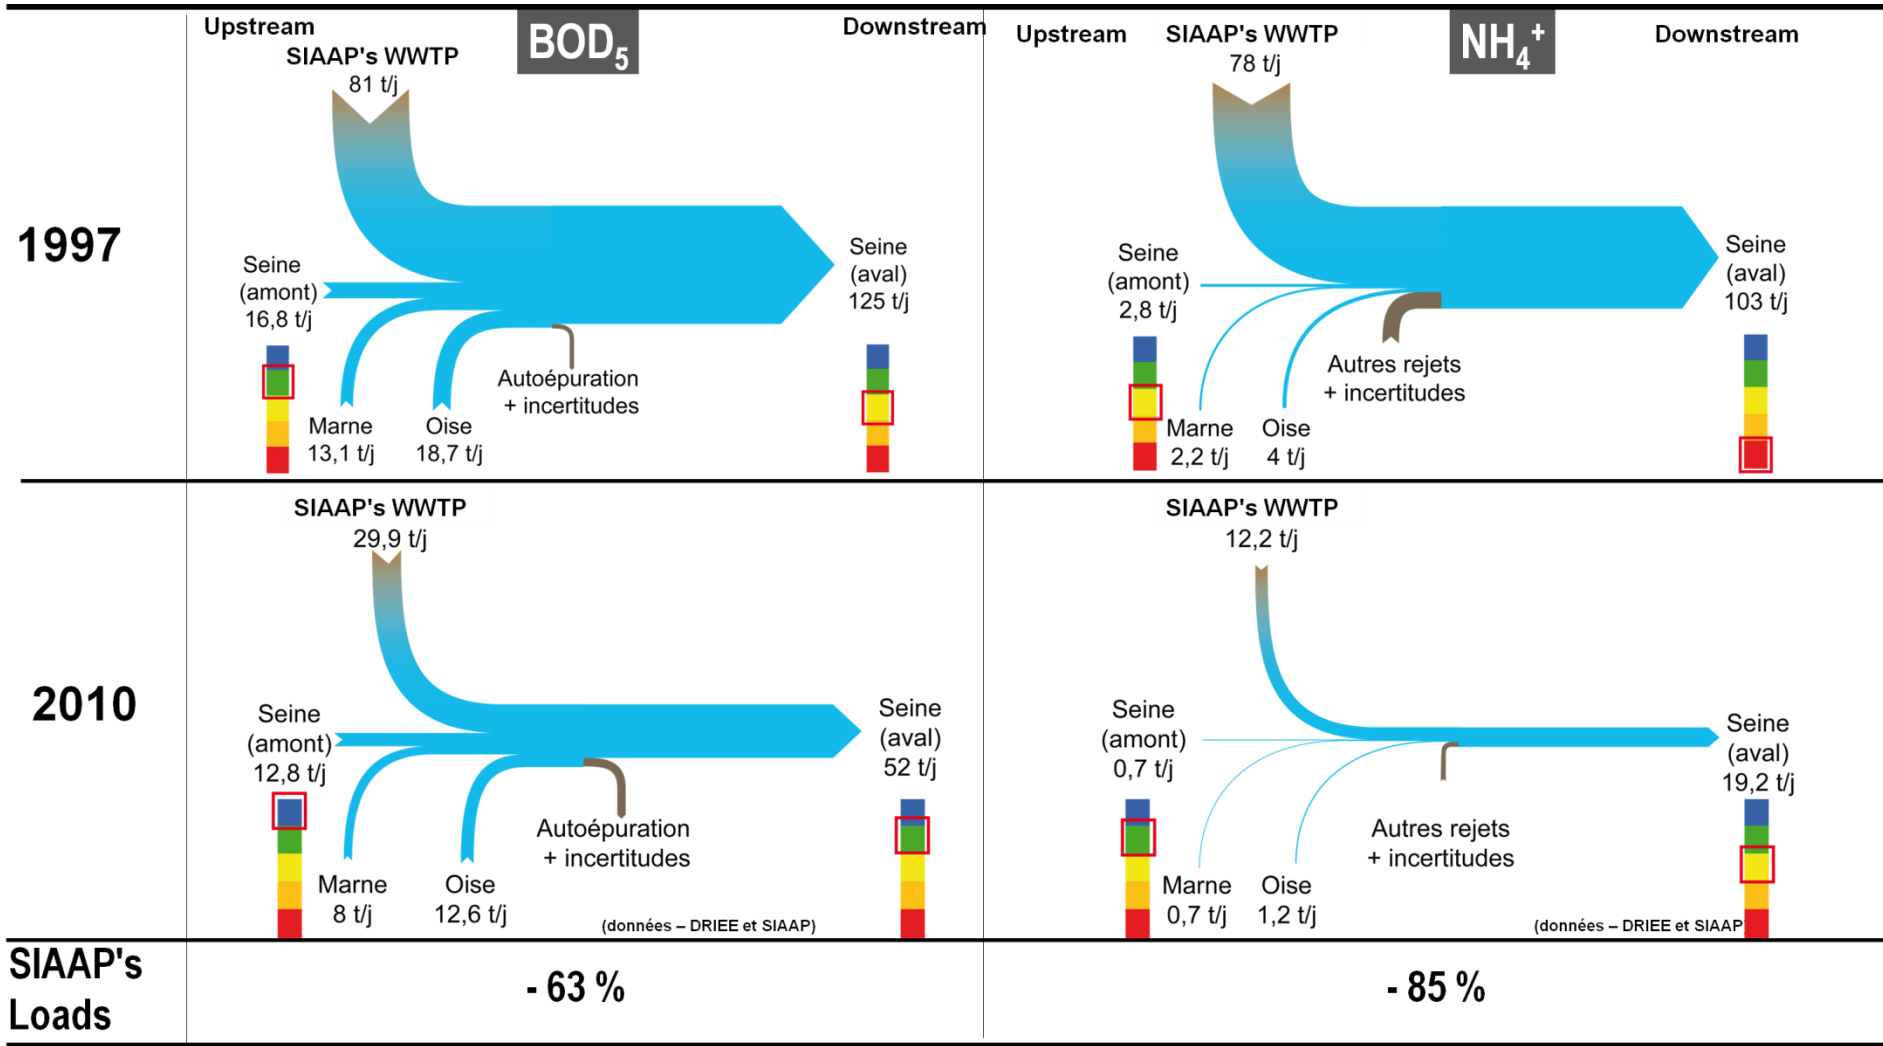 Upstream
BOD5
Downstream
SIAAP's WWTP
81 t/j
Seine
(amont)
16,8 t/j
Marne
13,1 t/j
Oise
18,7 t/j
Autoépuration
+ incertitudes
Seine
(aval)
125 t/j
Upstream
SIAAP's WWTP
78 t/j
NH4+
Downstream
Seine
(amont)
2,8 t/j
Marne
2,2 t/j
Oise
4 t/j
Autres rejets
+ incertitudes
Seine
(aval)
103 t/j
1997
2010
SIAAP's WWTP
29,9 t/j
Seine
(amont)
12,8 t/j
Marne
8 t/j
Oise
12,6 t/j
Autoépuration
+ incertitudes
Seine
(aval)
52 t/j
(données – DRIEE et SIAAP)
SIAAP's WWTP
12,2 t/j
Seine
(amont)
0,7 t/j
Marne
0,7 t/j
Oise
1,2 t/j
Autres rejets
+ incertitudes
Seine
(aval)
19,2 t/j
(données – DRIEE et SIAAP
SIAAP's
Loads
- 63 %
- 85 %